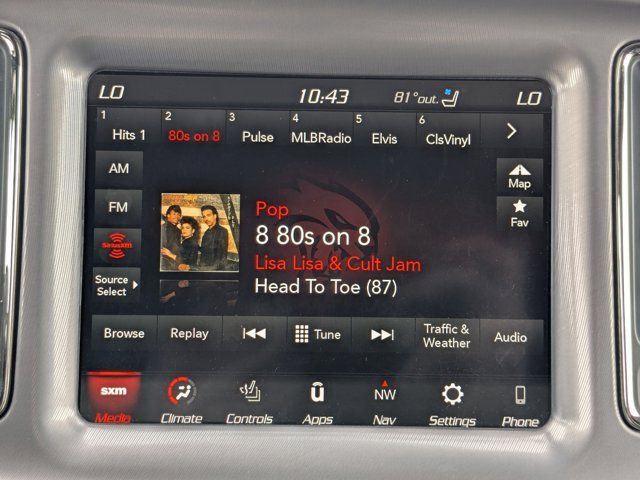 LO 10:43 81°out. LO
1 2 3 4 5 6
Hits 1 80s on 8 Pulse MLBRadio Elvis ClsVinyl
AM
FM
SiriusXM
Source
Select
Map
Fav
Pop
8 80s on 8
Lisa Lisa & Cult Jam
Head To Toe (87)
Browse Replay Tune Traffic &
Weather Audio
sxm NW
Media Climate Controls Apps Nav Settings Phone